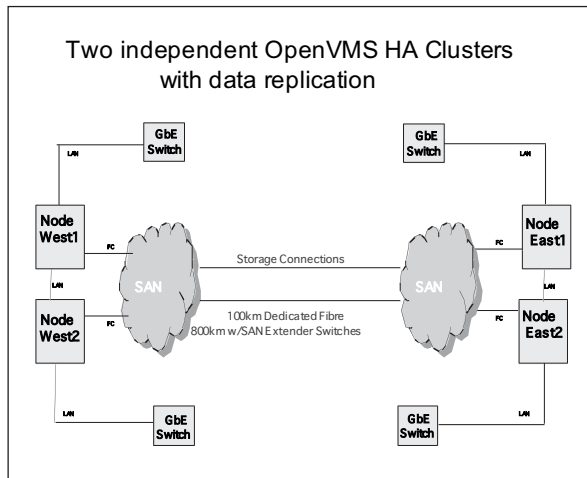 Two independent OpenVMS HA Clusters
with data replication
GbE
Switch
GbE
Switch
LAN
LAN
Node
West1
FC
Storage Connections
FC
Node
East1
LAN
SAN
SAN
LAN
100km Dedicated Fibre
800km w/SAN Extender Switches
Node
West2
FC
FC
Node
East2
LAN
LAN
GbE
Switch
GbE
Switch